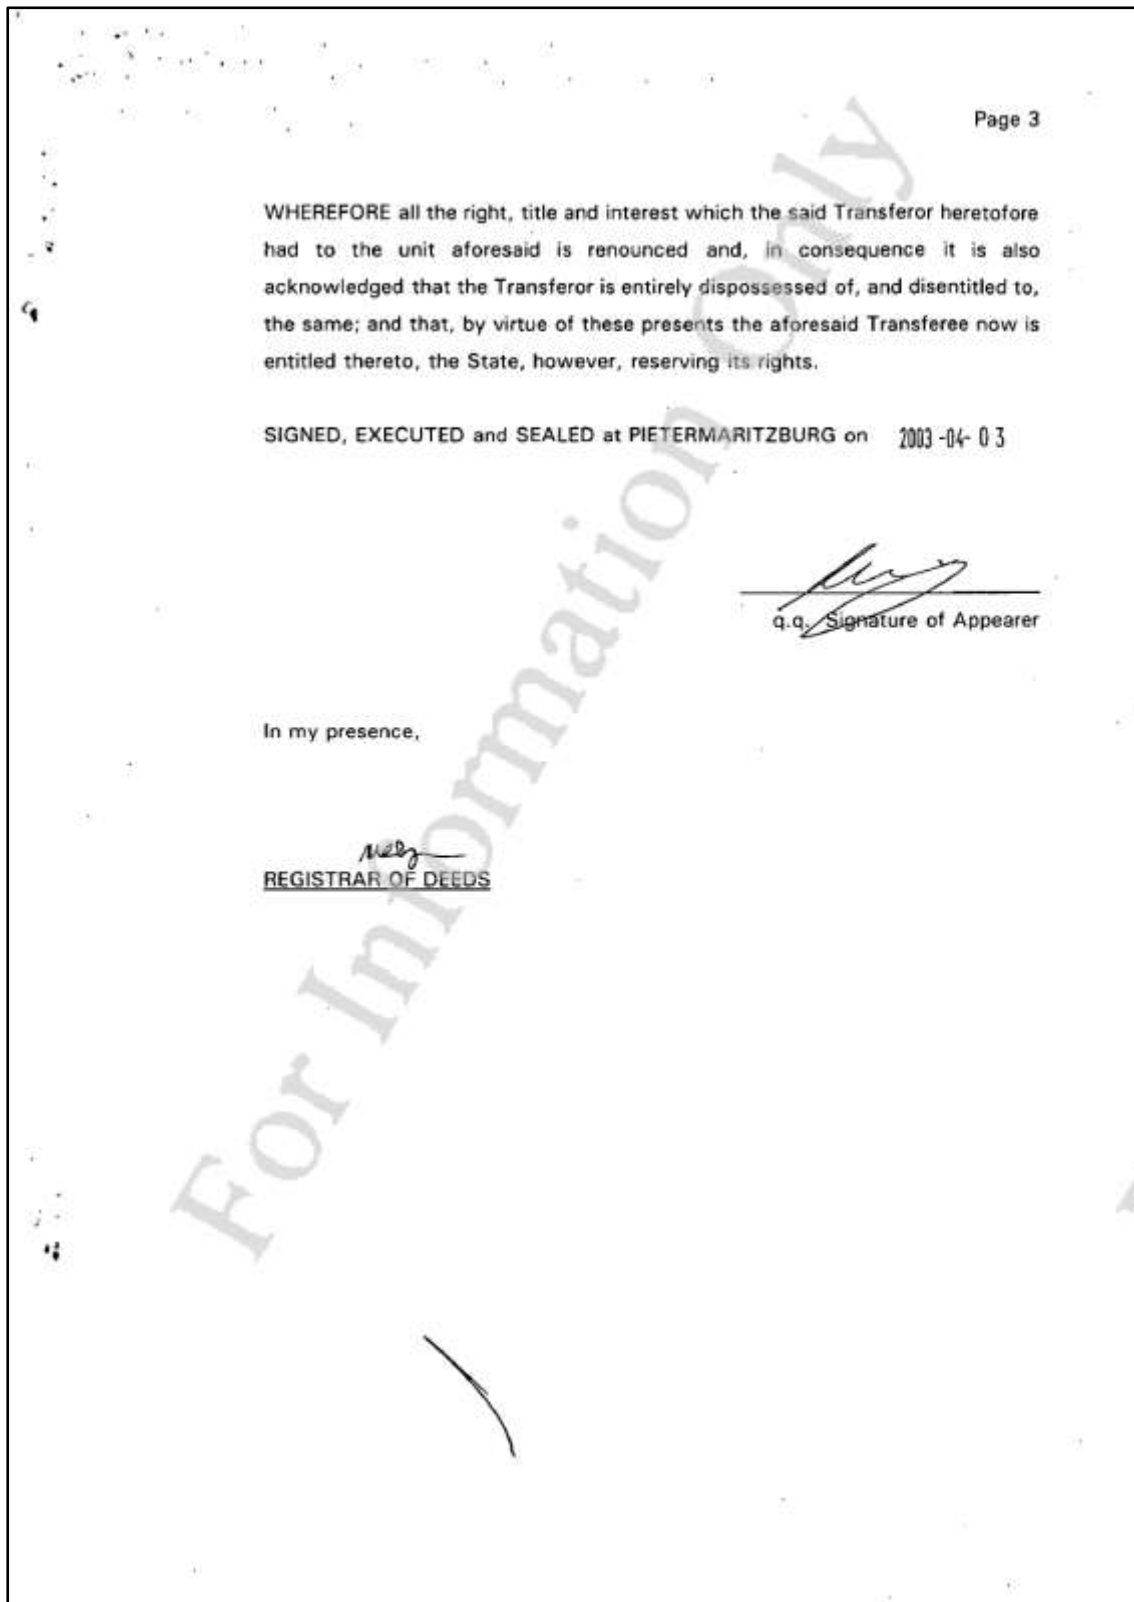 Page 3
WHEREFORE all the right, title and interest which the said Transferor heretofore
had to the unit aforesaid is renounced and, in consequence it is also
acknowledged that the Transferor is entirely dispossessed of, and disentitled to,
the same; and that, by virtue of these presents the aforesaid Transferee now is
entitled thereto, the State, however, reserving its rights.
SIGNED, EXECUTED and SEALED at PIETERMARITZBURG on 2003-04-03
q.q. Signature of Appearer
In my presence,
REGISTRAR OF DEEDS
For Information Only